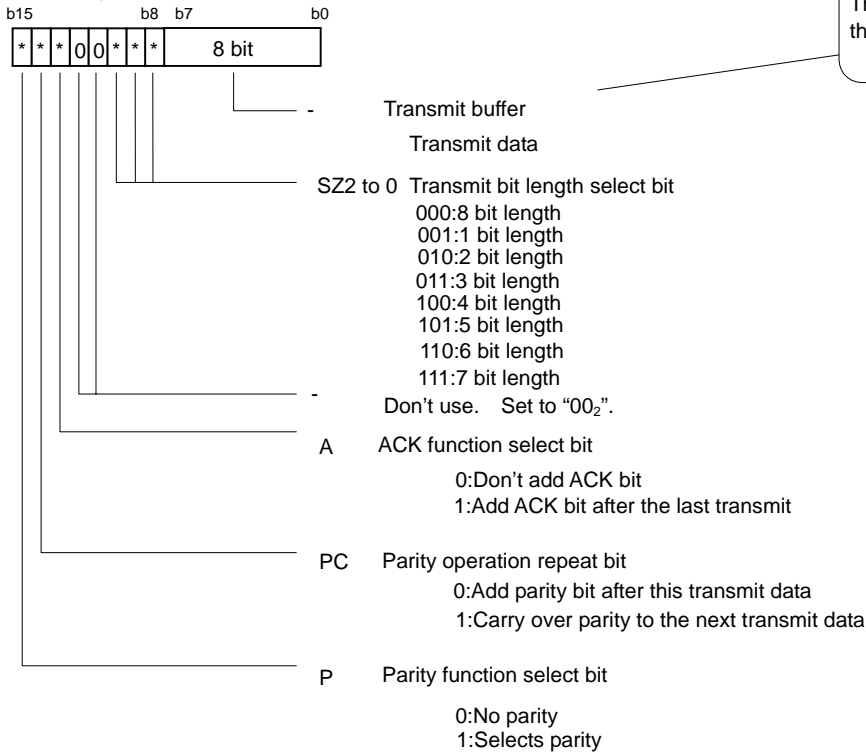 b15 b8 b7 b0
* * * 0 0 * * * 8 bit
th
- Transmit buffer
Transmit data
SZ2 to 0 Transmit bit length select bit
000:8 bit length
001:1 bit length
010:2 bit length
011:3 bit length
100:4 bit length
101:5 bit length
110:6 bit length
111:7 bit length
-
Don't use. Set to “00₂”.
A ACK function select bit
0:Don't add ACK bit
1:Add ACK bit after the last transmit
PC Parity operation repeat bit
0:Add parity bit after this transmit data
1:Carry over parity to the next transmit data
P Parity function select bit
0:No parity
1:Selects parity